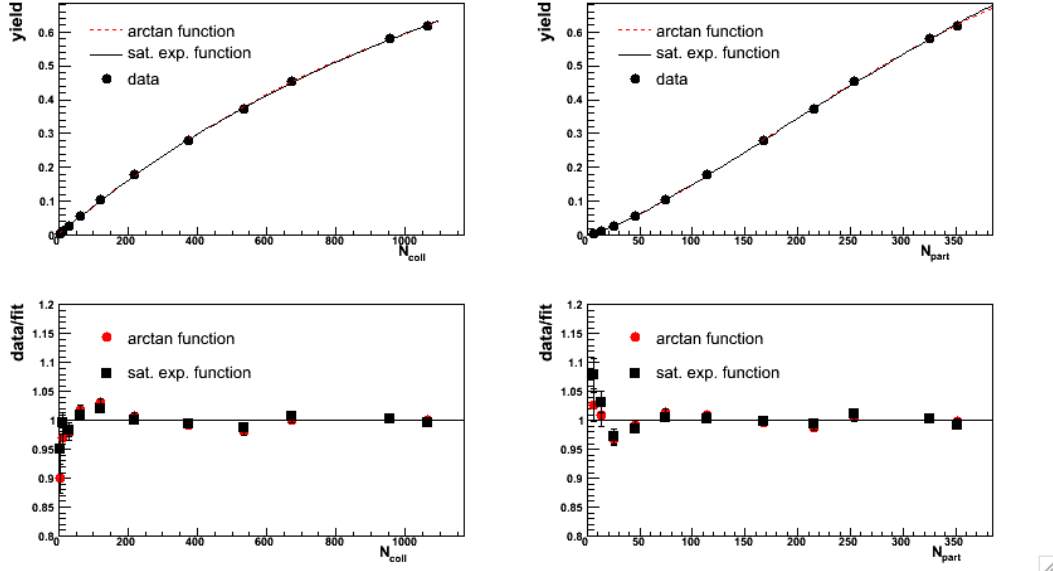 yield
0.6
0.5
0.4
0.3
0.2
0.1
0
arctan function
sat. exp. function
data
0 200 400 600 800 1000
N_coll
yield
0.6
0.5
0.4
0.3
0.2
0.1
0
arctan function
sat. exp. function
data
0 50 100 150 200 250 300 350
N_part
data/fit
1.2
1.15
1.1
1.05
1
0.95
0.9
0.85
0.8
arctan function
sat. exp. function
0 200 400 600 800 1000
N_coll
data/fit
1.2
1.15
1.1
1.05
1
0.95
0.9
0.85
0.8
arctan function
sat. exp. function
0 50 100 150 200 250 300 350
N_part